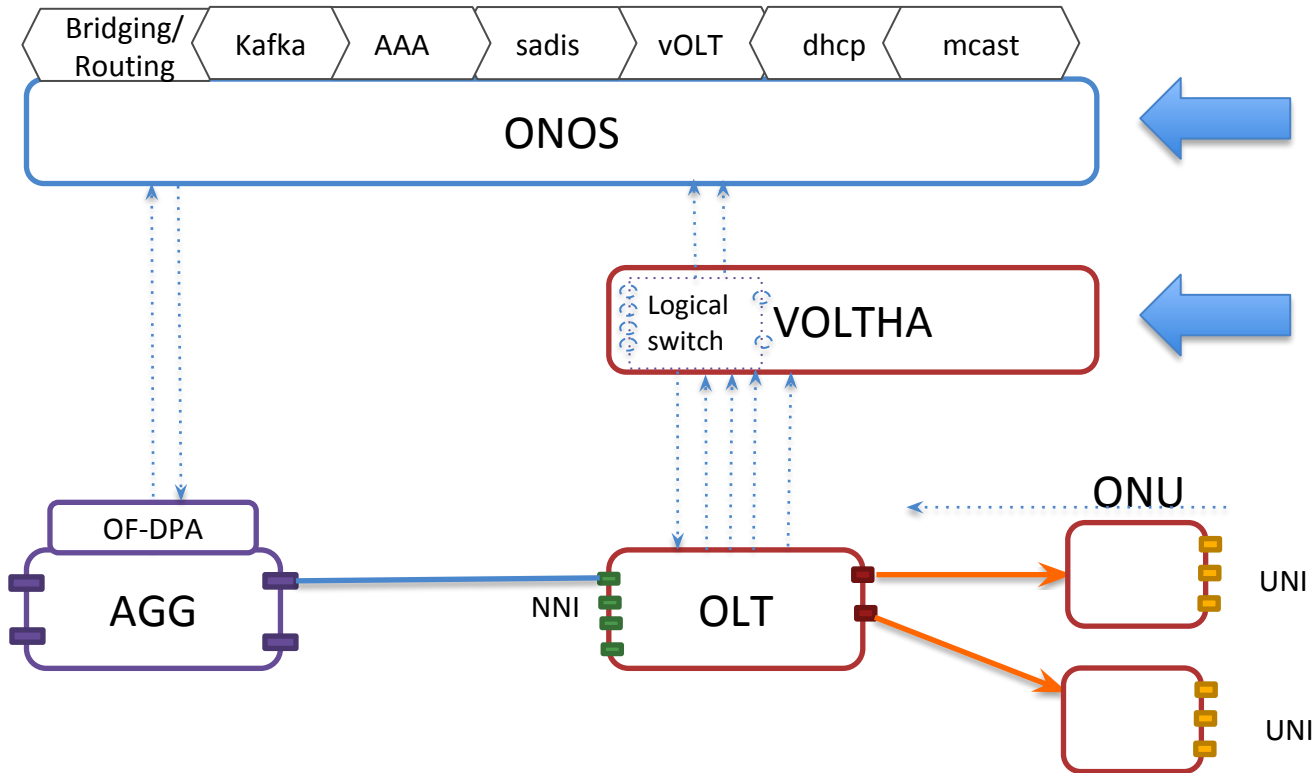 Bridging/
Routing
Kafka
AAA
sadis
vOLT
dhcp
mcast
ONOS
Logical
switch
VOLTHA
ONU
OF-DPA
AGG
NNI
OLT
UNI
UNI